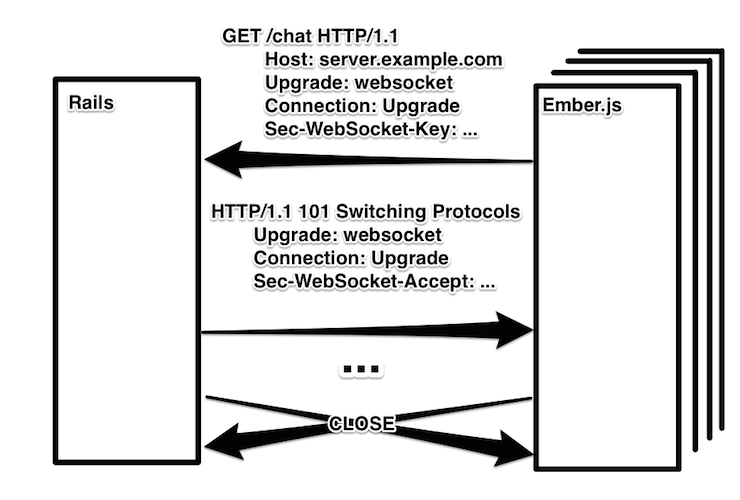 GET /chat HTTP/1.1
Host: server.example.com
Upgrade: websocket
Connection: Upgrade
Sec-WebSocket-Key: ...
Rails
Ember.js
HTTP/1.1 101 Switching Protocols
Upgrade: websocket
Connection: Upgrade
Sec-WebSocket-Accept: ...
...
CLOSE